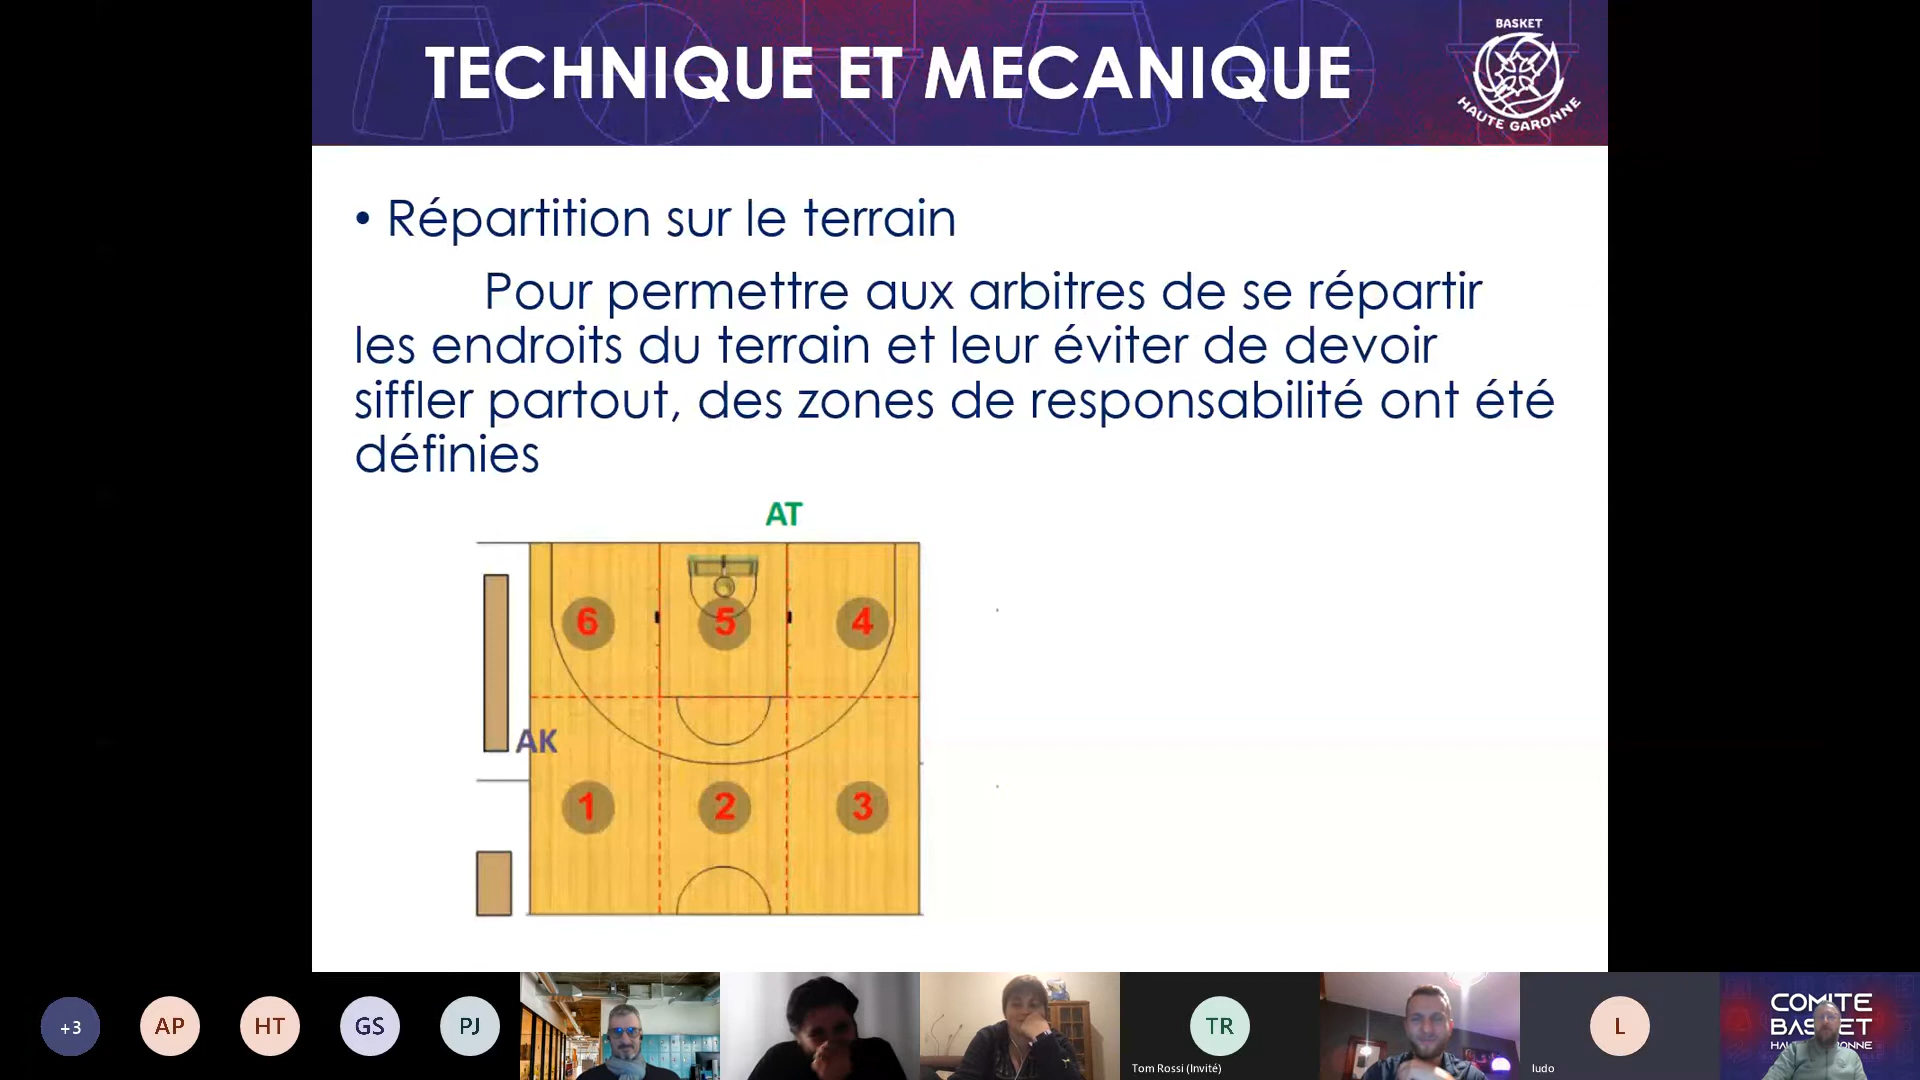 TECHNIQUE ET MECANIQUE
BASKET
HAUTE GARONNE
• Répartition sur le terrain
Pour permettre aux arbitres de se répartir
les endroits du terrain et leur éviter de devoir
siffler partout, des zones de responsabilité ont été
définies
AT
6 5 4
AK
1 2 3
+3
AP
HT
GS
PJ
TR
Tom Rossi (Invité)
L
ludo
COMITE
BASKET